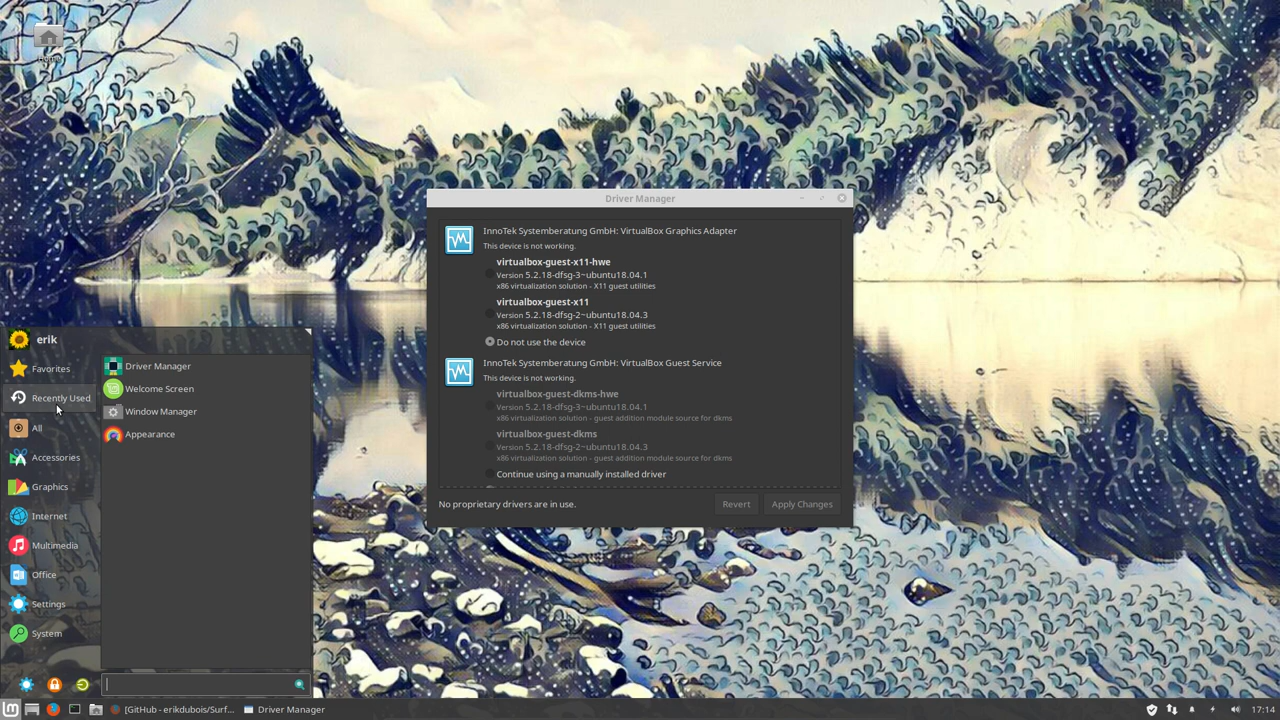 Home
Driver Manager
InnoTek Systemberatung GmbH: VirtualBox Graphics Adapter
This device is not working.
virtualbox-guest-x11-hwe
Version 5.2.18-dfsg-3~ubuntu18.04.1
x86 virtualization solution - X11 guest utilities
virtualbox-guest-x11
Version 5.2.18-dfsg-2~ubuntu18.04.3
x86 virtualization solution - X11 guest utilities
Do not use the device
InnoTek Systemberatung GmbH: VirtualBox Guest Service
This device is not working.
virtualbox-guest-dkms-hwe
Version 5.2.18-dfsg-3~ubuntu18.04.1
x86 virtualization solution - guest addition module source for dkms
virtualbox-guest-dkms
Version 5.2.18-dfsg-2~ubuntu18.04.3
x86 virtualization solution - guest addition module source for dkms
Continue using a manually installed driver
No proprietary drivers are in use.
Revert
Apply Changes
erik
Favorites
Recently Used
All
Accessories
Graphics
Internet
Multimedia
Office
Settings
System
Driver Manager
Welcome Screen
Window Manager
Appearance
[GitHub - erikdubois/Surf...
Driver Manager
17:14